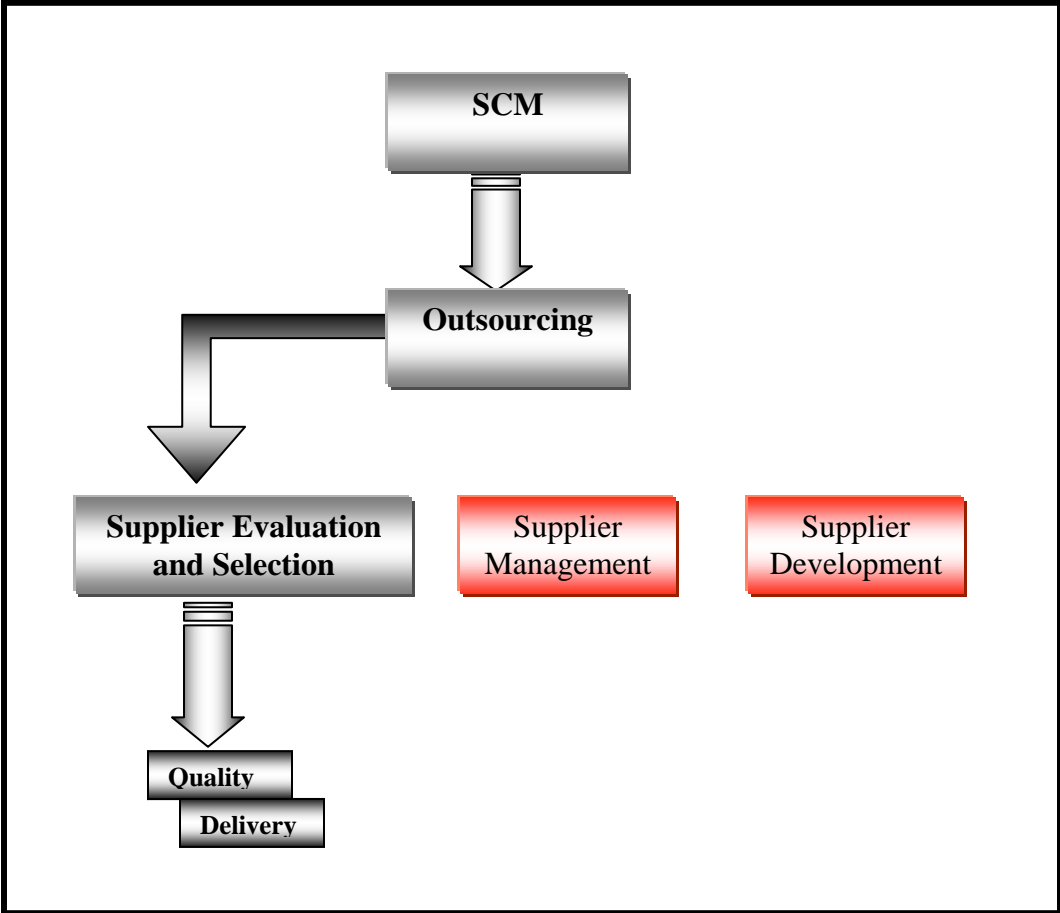 SCM
Outsourcing
Supplier Evaluation
and Selection
Supplier
Management
Supplier
Development
Quality
Delivery